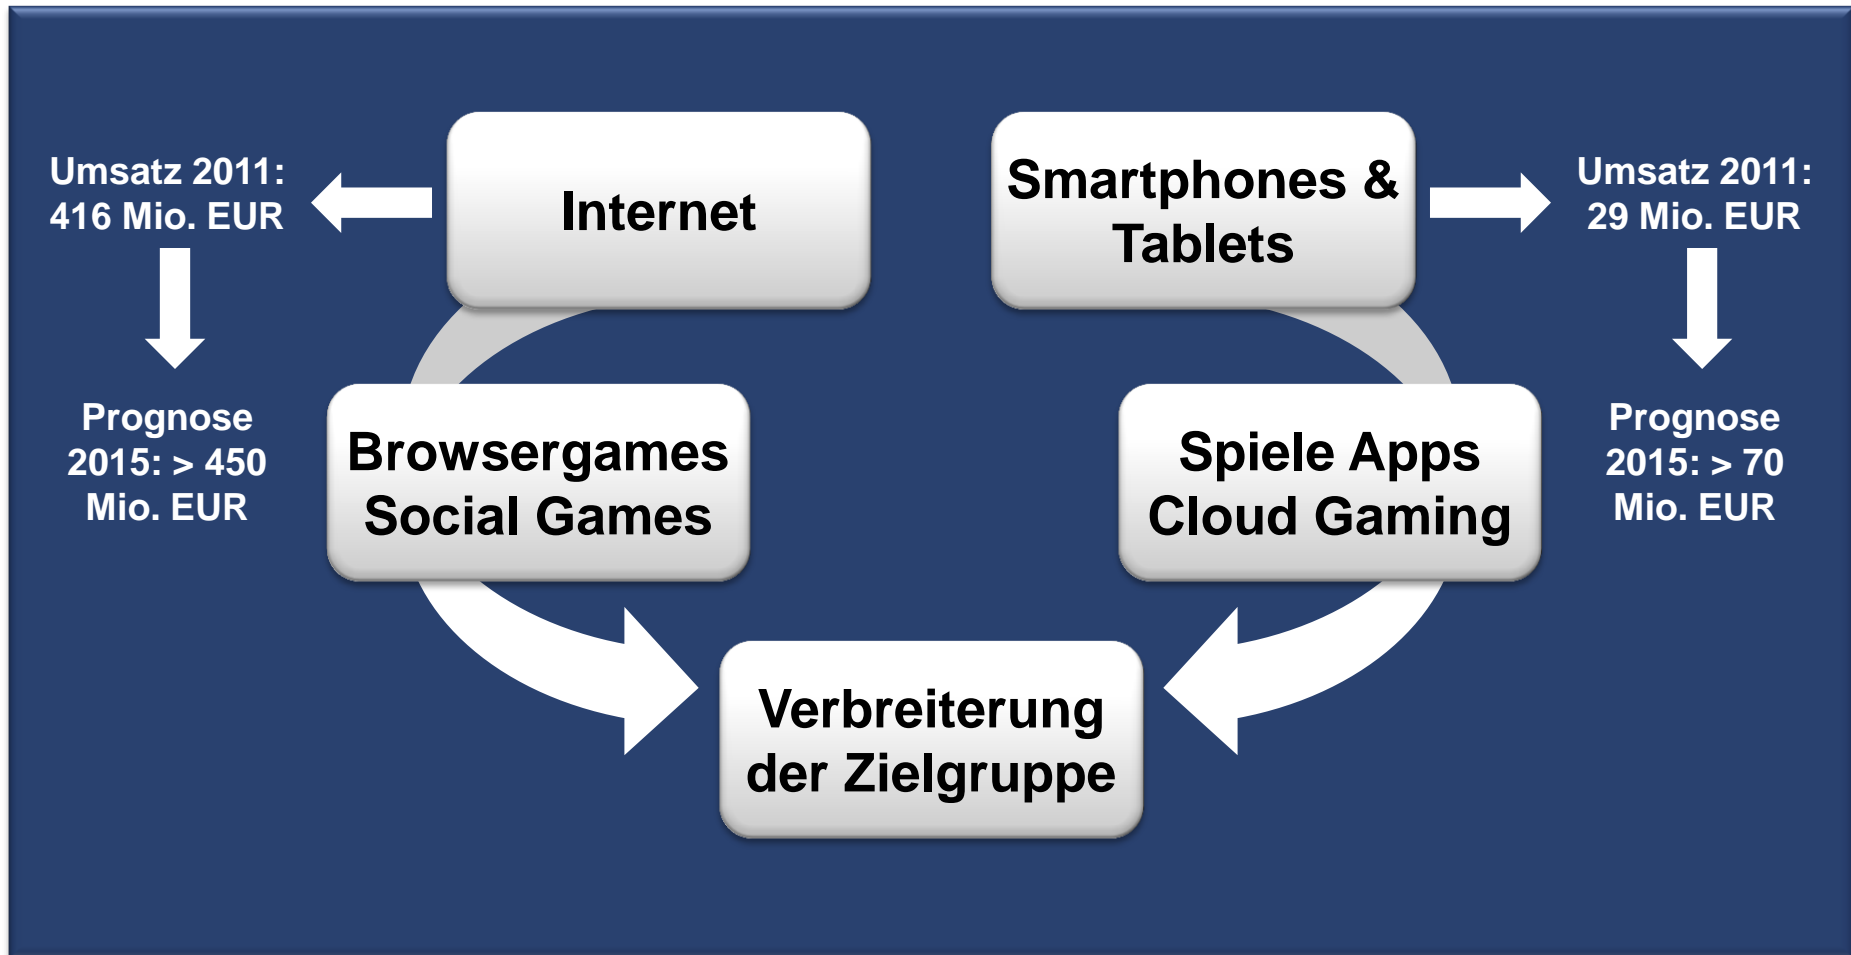 Umsatz 2011:
416 Mio. EUR
Prognose
2015: > 450
Mio. EUR
Internet
Browsergames
Social Games
Smartphones &
Tablets
Spiele Apps
Cloud Gaming
Umsatz 2011:
29 Mio. EUR
Prognose
2015: > 70
Mio. EUR
Verbreiterung
der Zielgruppe